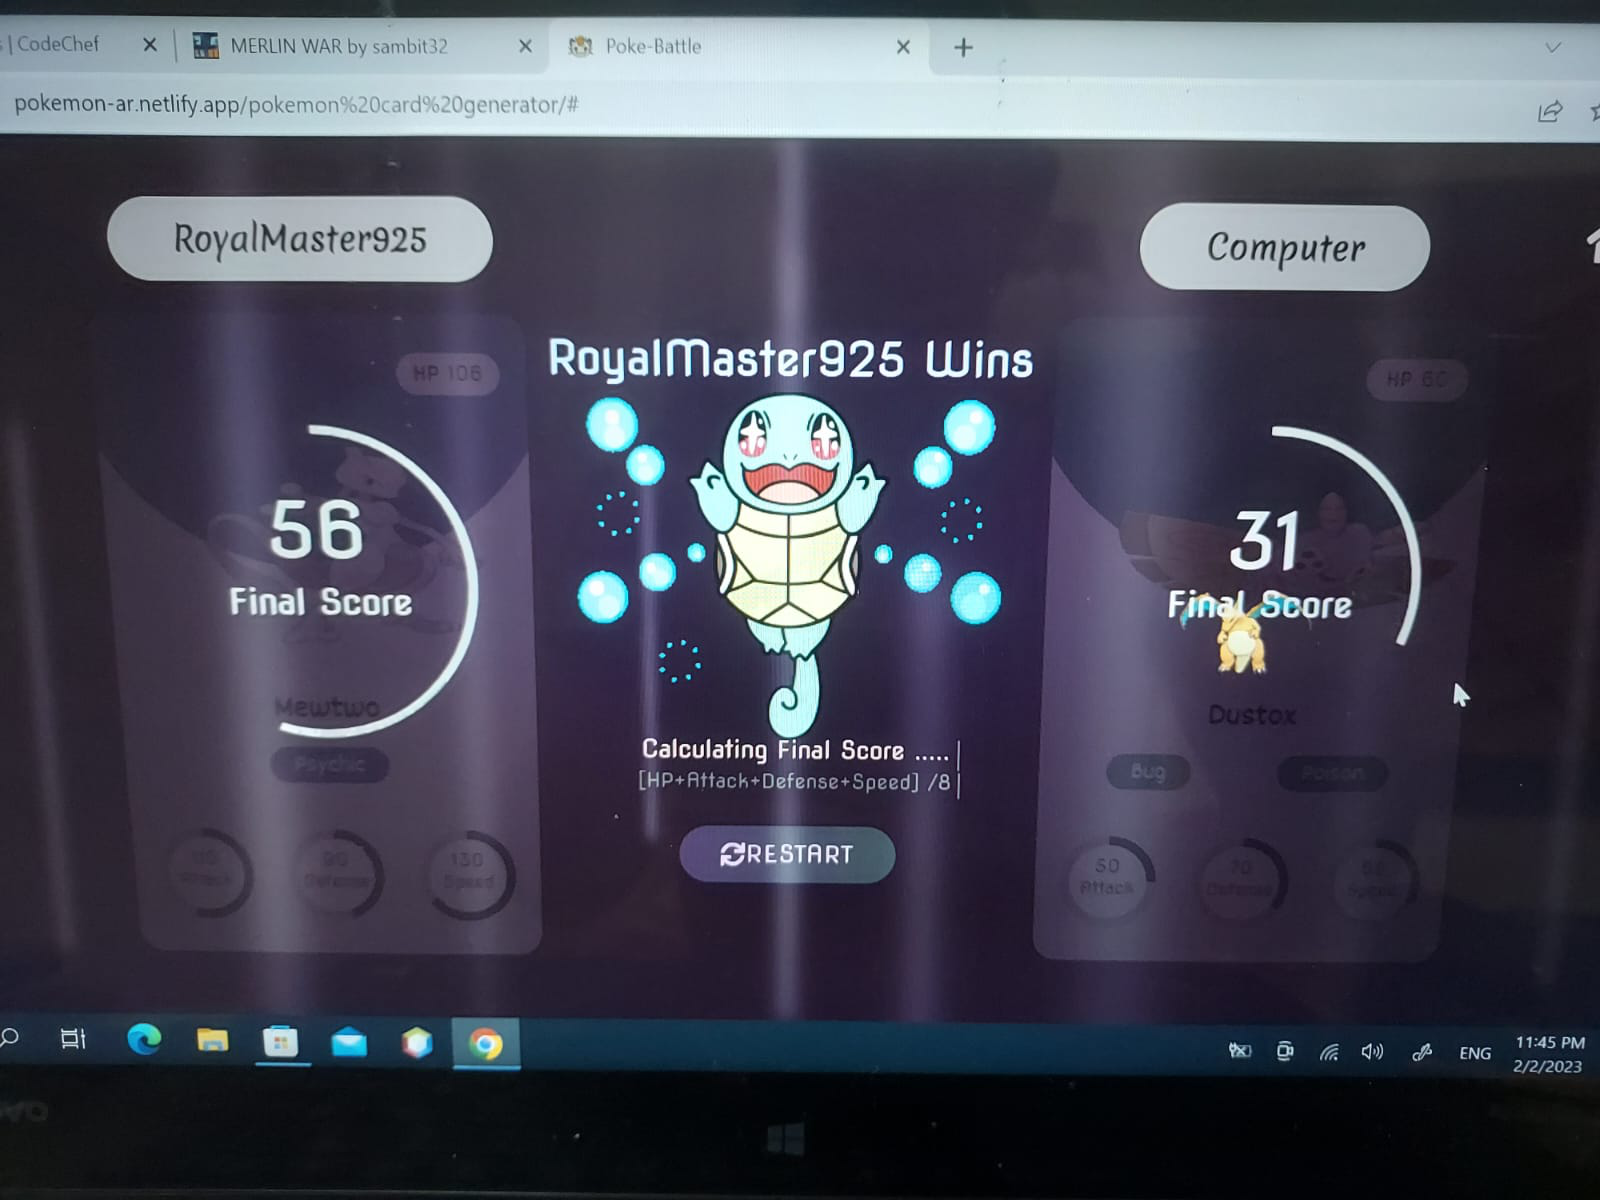 s | CodeChef
MERLIN WAR by sambit32
Poke-Battle
pokemon-ar.netlify.app/pokemon%20card%20generator/#
RoyalMaster925
Computer
RoyalMaster925 Wins
HP 106
HP 60
56
Final Score
31
Final Score
Mewtwo
Psychic
Dustox
Bug
Poison
Calculating Final Score .....
[HP+Attack+Defense+Speed] /8
RESTART
110
Attack
90
Defense
130
Speed
50
Attack
70
Defense
Speed
ENG
11:45 PM
2/2/2023